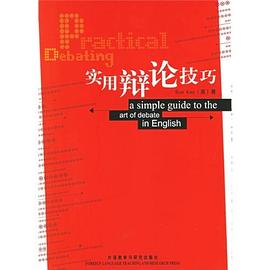 Practical
Debating
实用辩论技巧
a simple guide to the
art of debate
in English
外语教学与研究出版社
FOREIGN LANGUAGE TEACHING AND RESEARCH PRESS